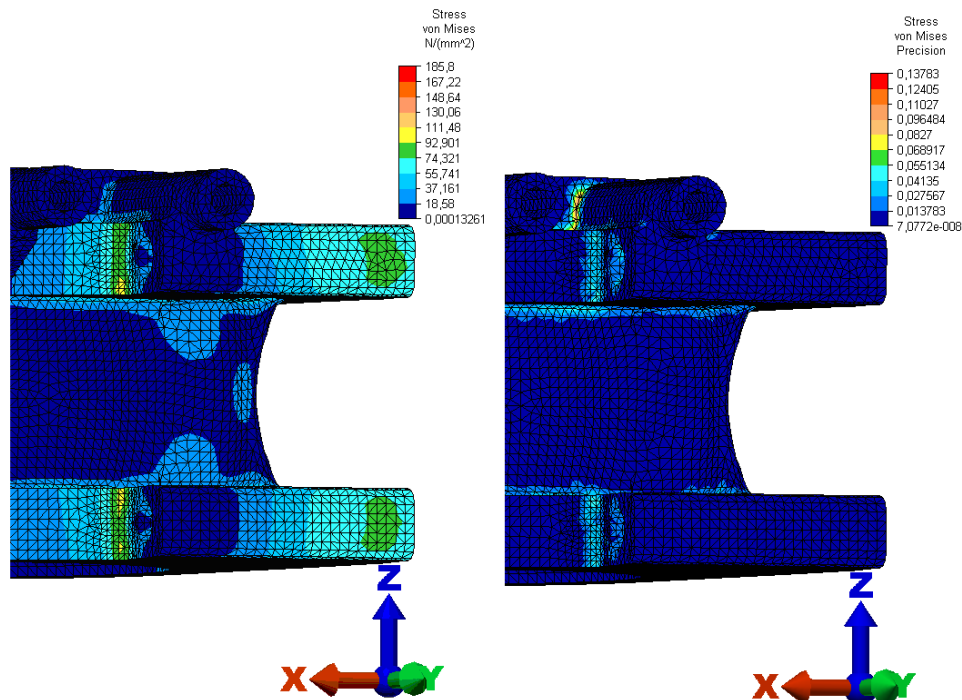 Stress
von Mises
N/(mm^2)
185,8
167,22
148,64
130,06
111,48
92,901
74,321
55,741
37,161
18,58
0,00013261
Z
X
Y
Stress
von Mises
Precision
0,13783
0,12405
0,11027
0,096484
0,0827
0,068917
0,055134
0,04135
0,027567
0,013783
7,0772e-008
Z
X
Y